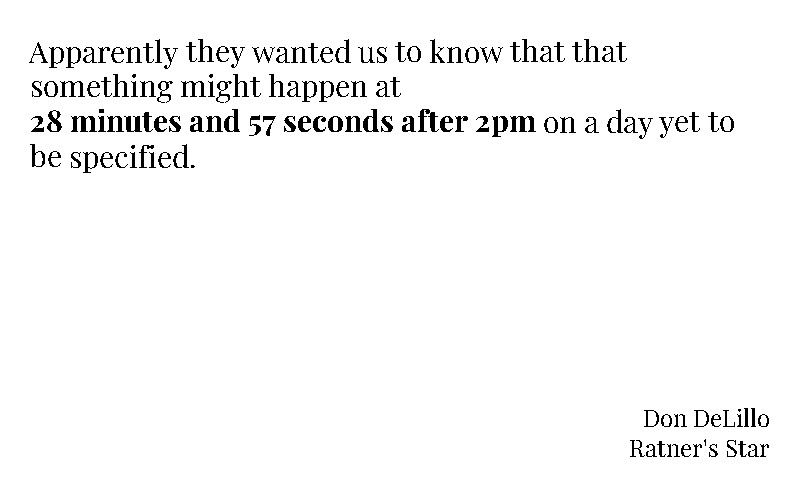 Apparently they wanted us to know that that
something might happen at
28 minutes and 57 seconds after 2pm on a day yet to
be specified.
Don DeLillo
Ratner's Star